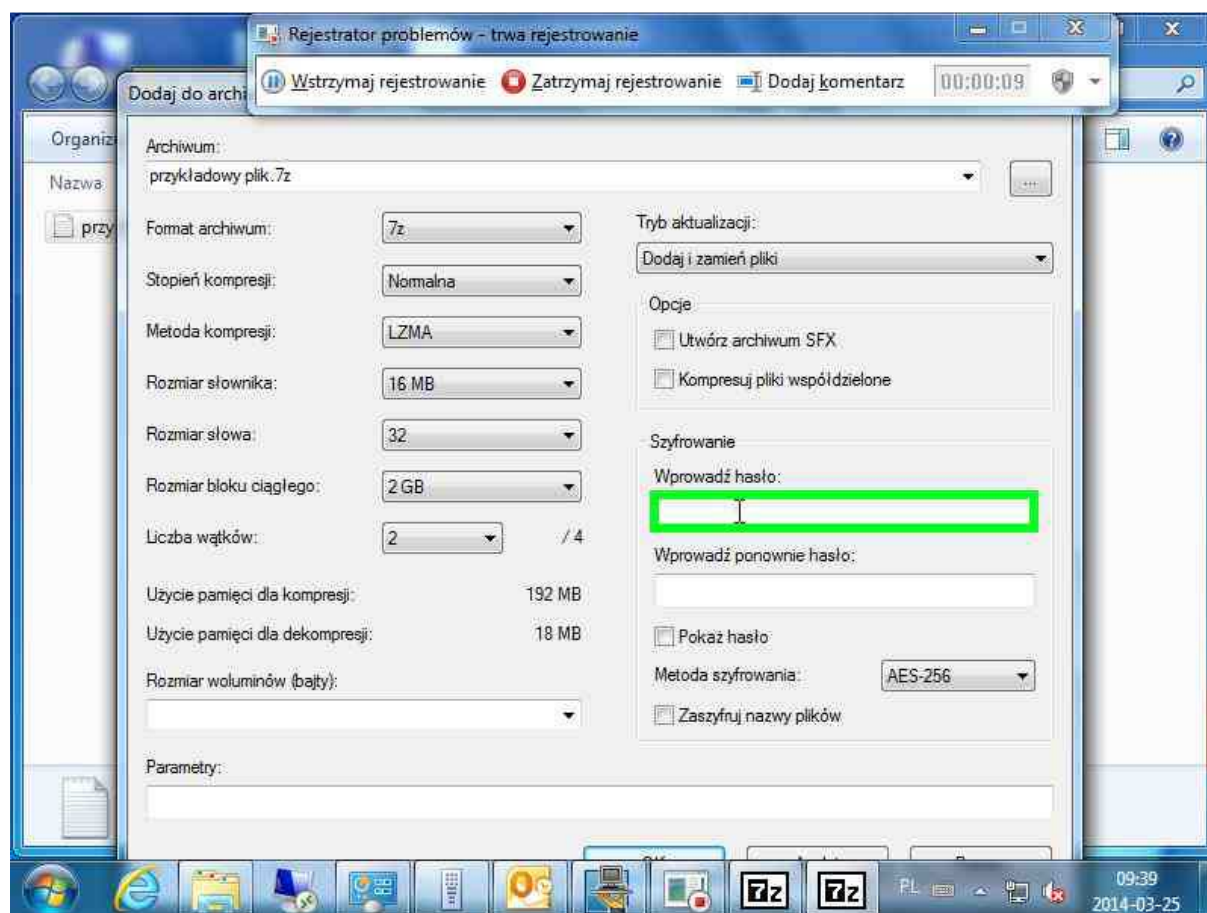 Rejestrator problemów - trwa rejestrowanie
Wstrzymaj rejestrowanie Zatrzymaj rejestrowanie Dodaj komentarz 00:00:09
Dodaj do archi
Organiz
Nazwa
przy
Archiwum:
przykładowy plik.7z
...
Format archiwum: 7z
Stopień kompresji: Normalna
Metoda kompresji: LZMA
Rozmiar słownika: 16 MB
Rozmiar słowa: 32
Rozmiar bloku ciągłego: 2 GB
Liczba wątków: 2 / 4
Użycie pamięci dla kompresji: 192 MB
Użycie pamięci dla dekompresji: 18 MB
Rozmiar woluminów (bajty):
Tryb aktualizacji:
Dodaj i zamień pliki
Opcje
Utwórz archiwum SFX
Kompresuj pliki współdzielone
Szyfrowanie
Wprowadź hasło:
Wprowadź ponownie hasło:
Pokaż hasło
Metoda szyfrowania: AES-256
Zaszyfruj nazwy plików
Parametry:
7z 7z PL 09:39
2014-03-25